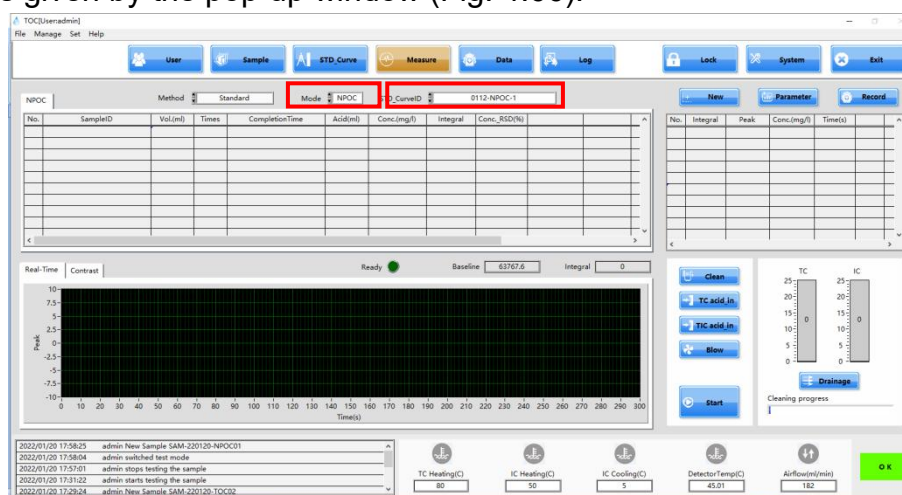 s given by the pop-up window (Fig. 4.60).
TOC[User:admin]
File Manage Set Help
User Sample STD_Curve Measure Data Log Lock System Exit
NPOC Method Standard Mode NPOC STD_CurveID 0112-NPOC-1 New Parameter Record
No. SampleID Vol.(ml) Times CompletionTime Acid(ml) Conc.(mg/l) Integral Conc._RSD(%) No. Integral Peak Conc.(mg/l) Time(s)
Real-Time Contrast Ready Baseline 63767.6 Integral 0
Clean
TC acid_in
TIC acid_in
Blow
Start
TC IC
25 25
20 20
15 15
0 0
10 10
5 5
0 0
Drainage
Cleaning progress
Peak
10
7.5
5
2.5
0
-2.5
-5
-7.5
-10
0 10 20 30 40 50 60 70 80 90 100 110 120 130 140 150 160 170 180 190 200 210 220 230 240 250 260 270 280 290 300
Time(s)
2022/01/20 17:58:25 admin New Sample SAM-220120-NPOC01
2022/01/20 17:58:04 admin switched test mode
2022/01/20 17:57:01 admin stops testing the sample
2022/01/20 17:31:22 admin starts testing the sample
2022/01/20 17:29:24 admin New Sample SAM-220120-TOC02
TC Heating(C) IC Heating(C) IC Cooling(C) DetectorTemp(C) Airflow(ml/min)
80 50 5 45.01 182
OK